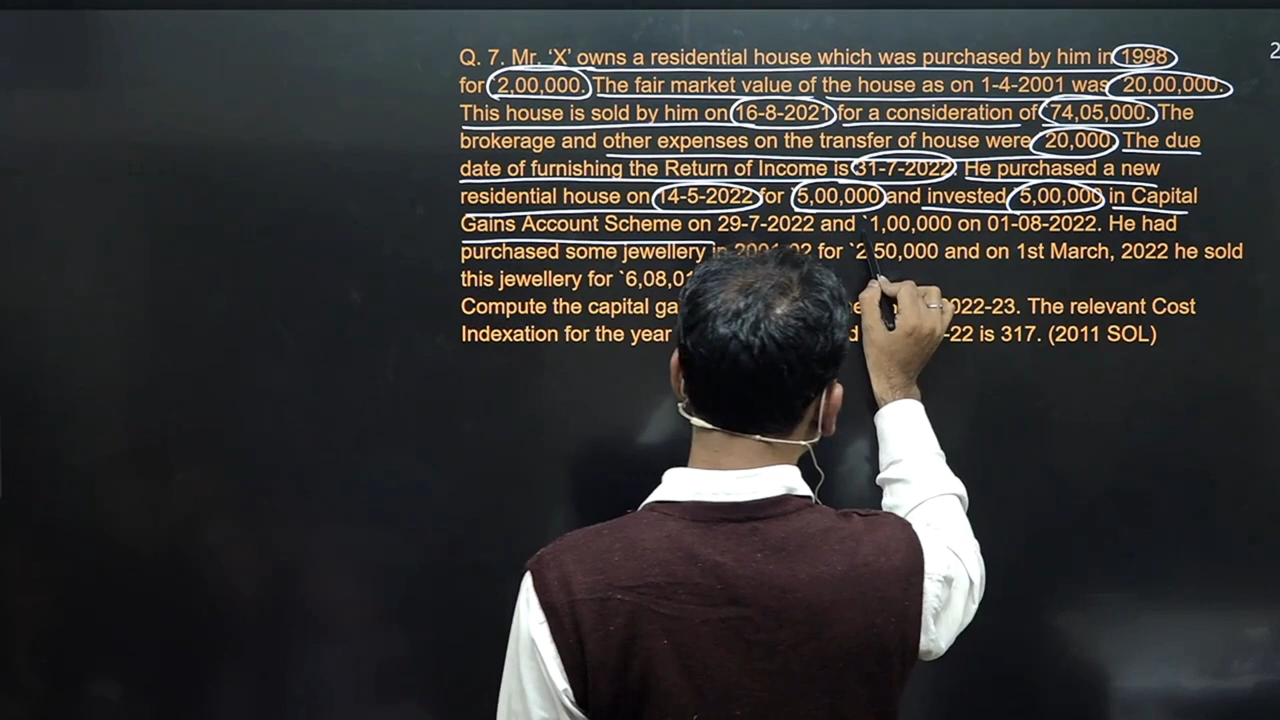 Q. 7. Mr. ‘X’ owns a residential house which was purchased by him in 1998
for `2,00,000. The fair market value of the house as on 1-4-2001 was `20,00,000.
This house is sold by him on 16-8-2021 for a consideration of `74,05,000. The
brokerage and other expenses on the transfer of house were `20,000. The due
date of furnishing the Return of Income is 31-7-2022. He purchased a new
residential house on 14-5-2022 for `5,00,000 and invested `5,00,000 in Capital
Gains Account Scheme on 29-7-2022 and `1,00,000 on 01-08-2022. He had
purchased some jewellery in 2001-02 for `2,50,000 and on 1st March, 2022 he sold
this jewellery for `6,08,01
Compute the capital 2022-23. The relevant Cost
Indexation for the year -22 is 317. (2011 SOL)
2